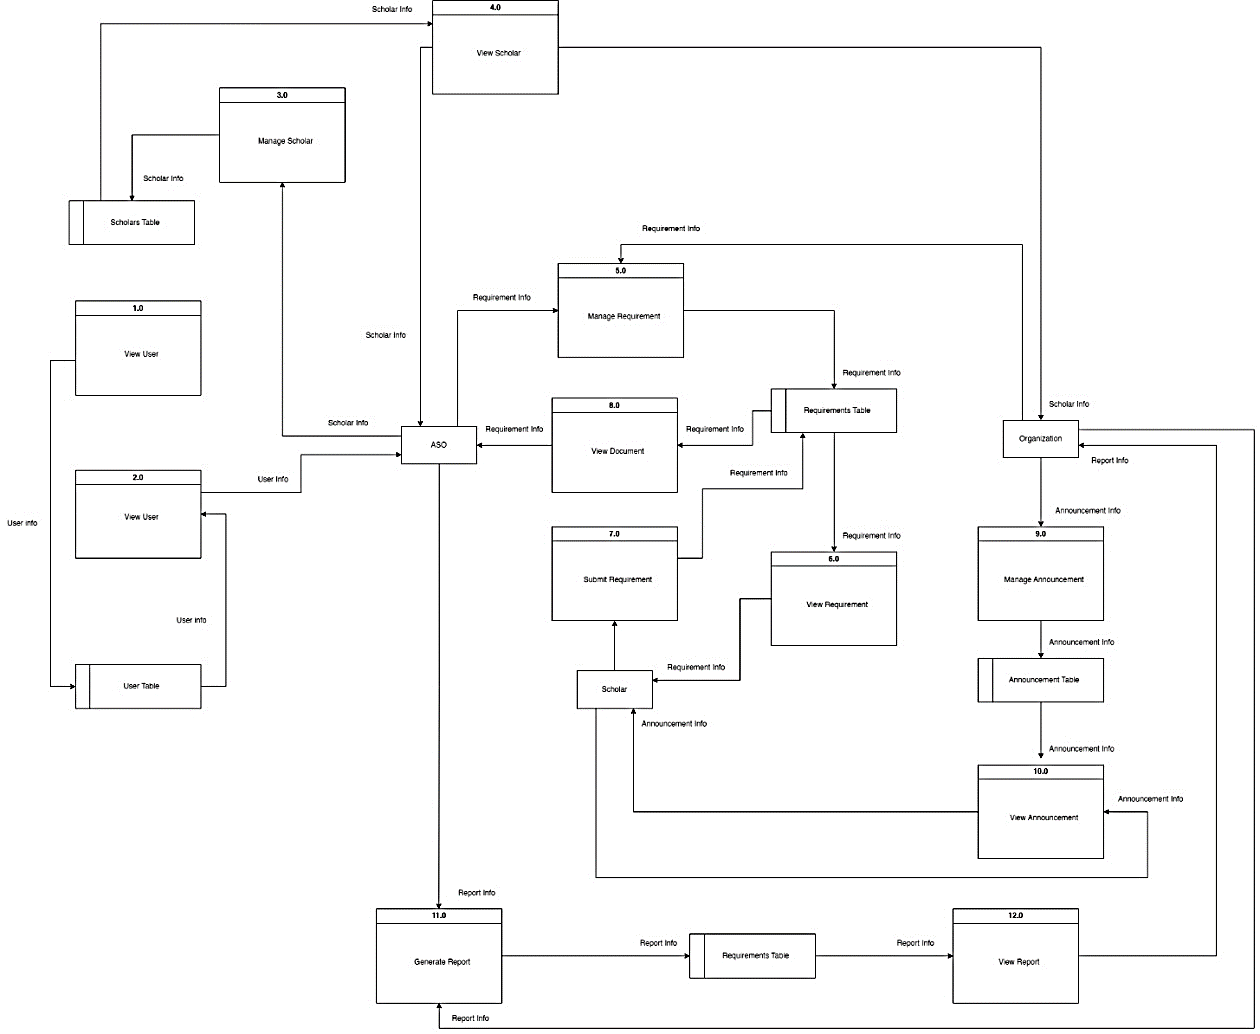 4.0
Scholar Info
View Scholar
3.0
Manage Scholar
Scholar Info
Scholars Table
Requirement Info
5.0
Requirement Info
Manage Requirement
1.0
Scholar Info
View User
Requirement Info
Scholar Info
8.0
Requirements Table
Scholar Info
Requirement Info
Requirement Info
ASO
Organization
View Document
Report Info
Requirement Info
2.0
User Info
Announcement Info
View User
User info
7.0
Requirement Info
9.0
6.0
Submit Requirement
Manage Announcement
View Requirement
User info
Announcement Info
Requirement Info
User Table
Scholar
Announcement Table
Announcement Info
Announcement Info
10.0
Announcement Info
View Announcement
Report Info
11.0
12.0
Report Info
Report Info
Generate Report
Requirements Table
View Report
Report Info